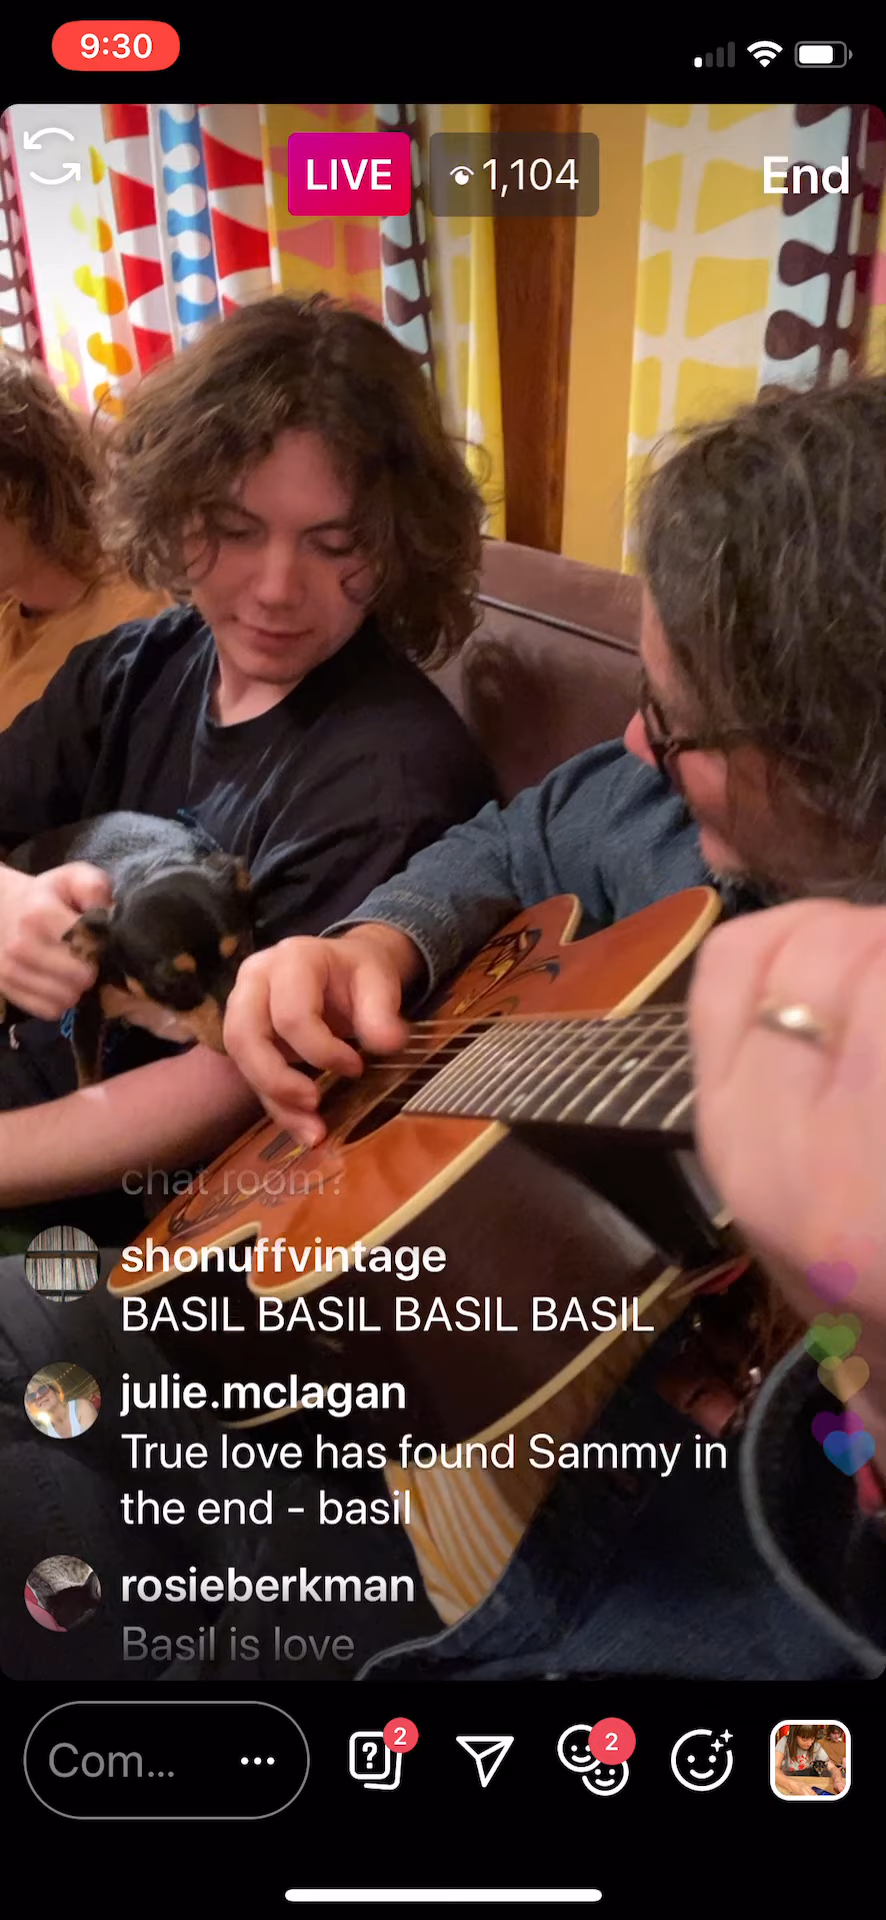 9:30
LIVE
1,104
End
chat room?
shonuffvintage
BASIL BASIL BASIL BASIL
julie.mclagan
True love has found Sammy in
the end - basil
rosieberkman
Basil is love
Com...
?
2
2